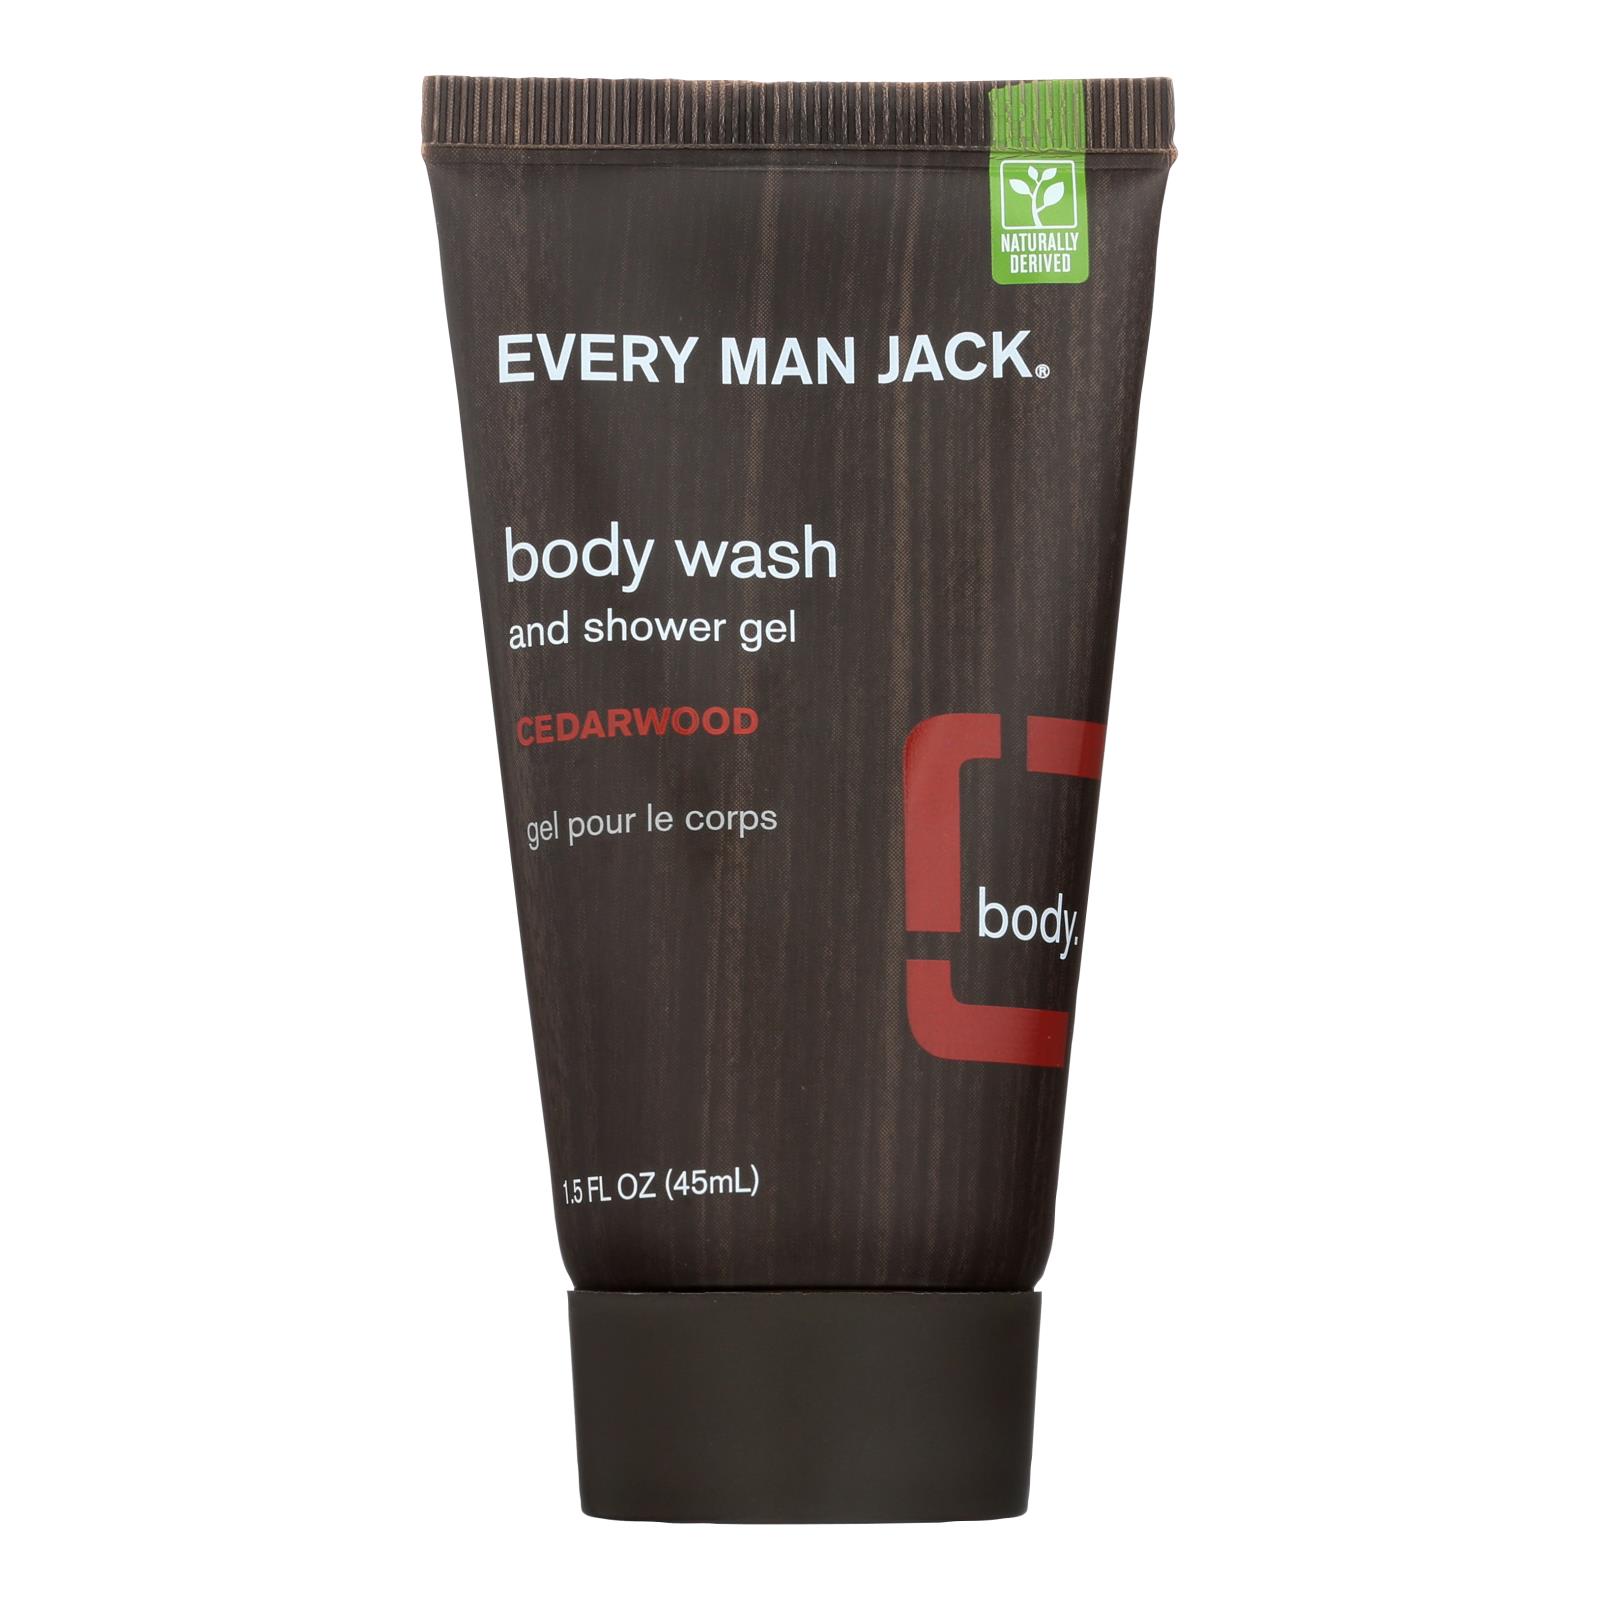 NATURALLY
DERIVED
EVERY MAN JACK.®
body wash
and shower gel
CEDARWOOD
gel pour le corps
body.
1.5 FL OZ (45mL)